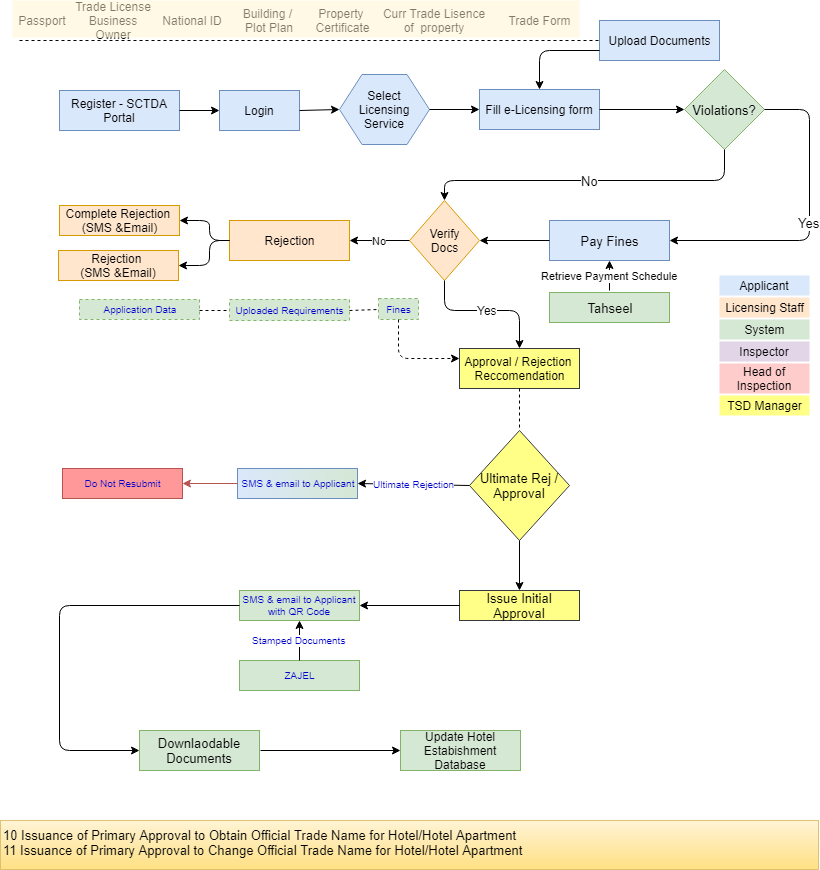 Passport
Trade License
Business
Owner
National ID
Building /
Plot Plan
Property
Certificate
Curr Trade Lisence
of property
Trade Form
Upload Documents
Register - SCTDA
Portal
Login
Select
Licensing
Service
Fill e-Licensing form
Violations?
No
Yes
Complete Rejection
(SMS &Email)
Rejection
(SMS &Email)
Rejection
No
Verify
Docs
Pay Fines
Retrieve Payment Schedule
Tahseel
Application Data
Uploaded Requirements
Fines
Yes
Approval / Rejection
Reccomendation
Applicant
Licensing Staff
System
Inspector
Head of
Inspection
TSD Manager
Do Not Resubmit
SMS & email to Applicant
Ultimate Rejection
Ultimate Rej /
Approval
SMS & email to Applicant
with QR Code
Issue Initial
Approval
Stamped Documents
ZAJEL
Downlaodable
Documents
Update Hotel
Estabishment
Database
10 Issuance of Primary Approval to Obtain Official Trade Name for Hotel/Hotel Apartment
11 Issuance of Primary Approval to Change Official Trade Name for Hotel/Hotel Apartment